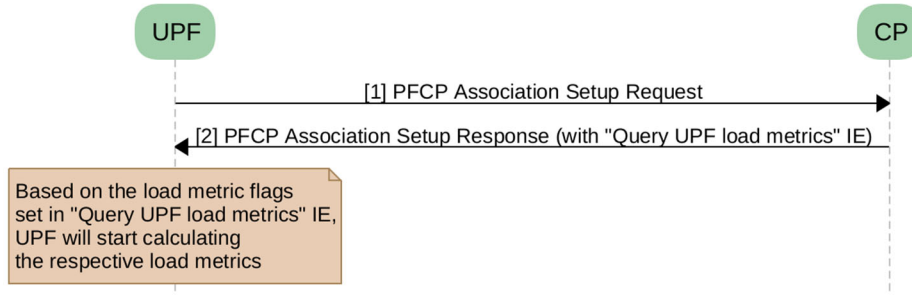 UPF
CP
[1] PFCP Association Setup Request
[2] PFCP Association Setup Response (with "Query UPF load metrics" IE)
Based on the load metric flags
set in "Query UPF load metrics" IE,
UPF will start calculating
the respective load metrics